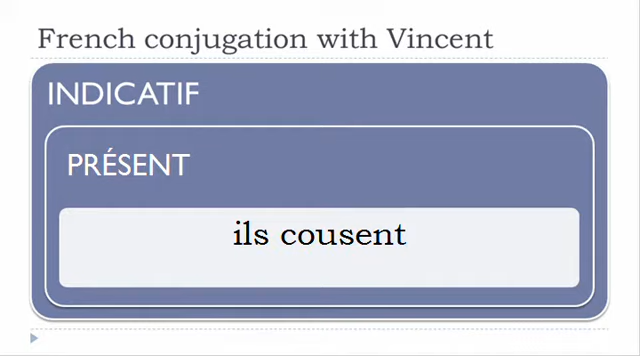 French conjugation with Vincent
INDICATIF
PRÉSENT
ils cousent